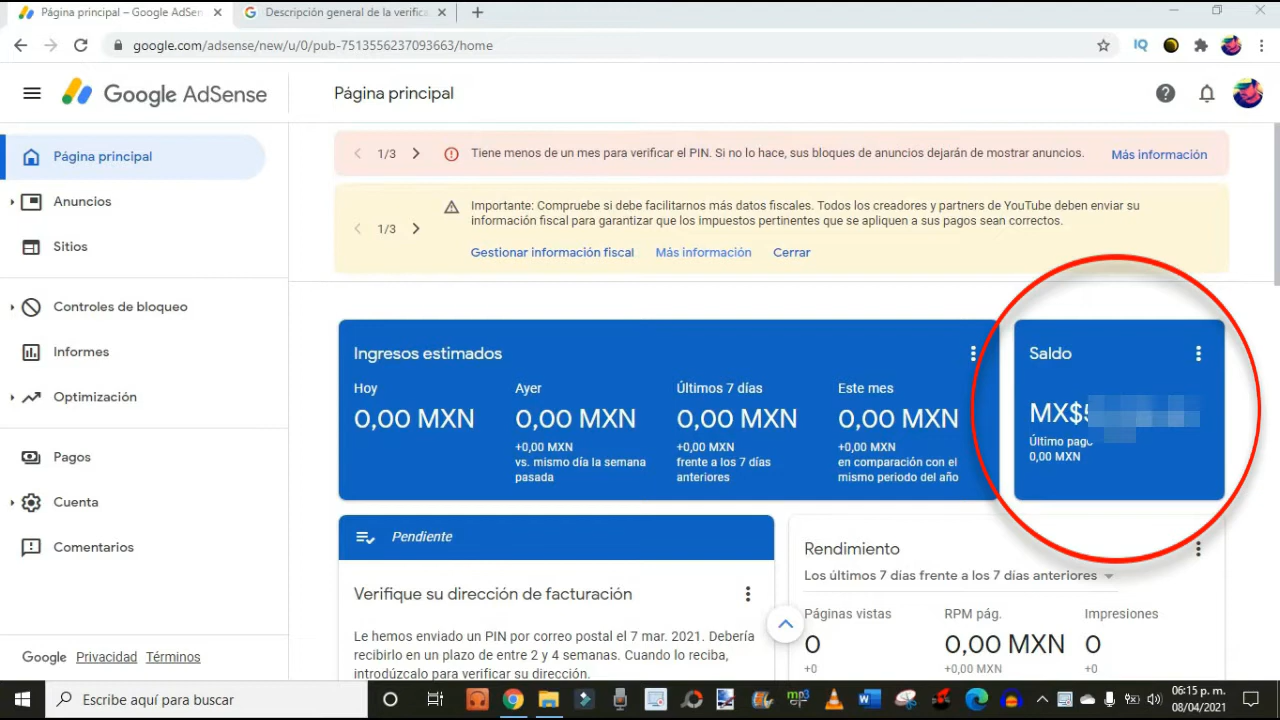 Página principal – Google AdSen
Descripción general de la verifica
google.com/adsense/new/u/0/pub-7513556237093663/home
IQ
Google AdSense
Página principal
Página principal
Anuncios
Sitios
Controles de bloqueo
Informes
Optimización
Pagos
Cuenta
Comentarios
Google Privacidad Términos
1/3
Tiene menos de un mes para verificar el PIN. Si no lo hace, sus bloques de anuncios dejarán de mostrar anuncios.
Más información
1/3
Importante: Compruebe si debe facilitarnos más datos fiscales. Todos los creadores y partners de YouTube deben enviar su
información fiscal para garantizar que los impuestos pertinentes que se apliquen a sus pagos sean correctos.
Gestionar información fiscal Más información Cerrar
Ingresos estimados
Hoy
0,00 MXN
Ayer
0,00 MXN
+0,00 MXN
vs. mismo día la semana
pasada
Últimos 7 días
0,00 MXN
+0,00 MXN
frente a los 7 días
anteriores
Este mes
0,00 MXN
+0,00 MXN
en comparación con el
mismo periodo del año
Saldo
MX$
Último pago
0,00 MXN
Pendiente
Verifique su dirección de facturación
Le hemos enviado un PIN por correo postal el 7 mar. 2021. Debería
recibirlo en un plazo de entre 2 y 4 semanas. Cuando lo reciba,
introdúzcalo para verificar su dirección.
Rendimiento
Los últimos 7 días frente a los 7 días anteriores
Páginas vistas
0
+0
RPM pág.
0,00 MXN
+0,00 MXN
Impresiones
0
+0
Escribe aquí para buscar
mp3
06:15 p. m.
08/04/2021